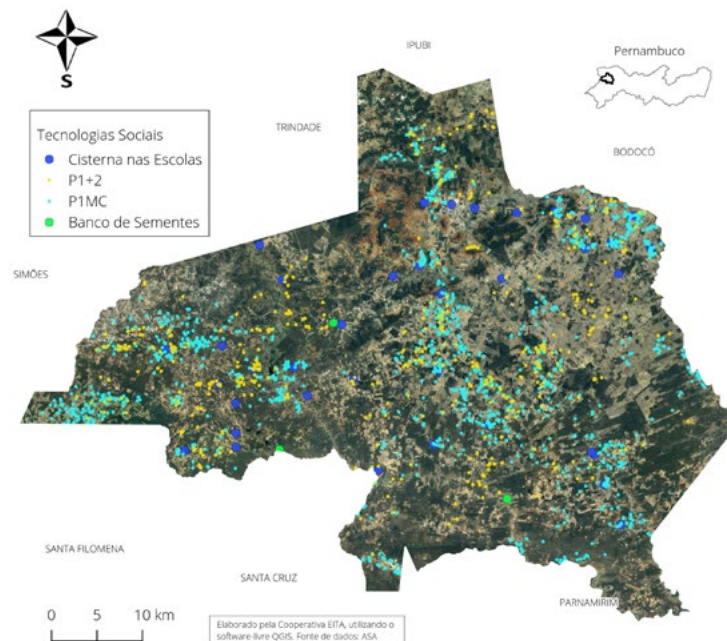 IPUBI
Pernambuco
S
TRINDADE
BODOCÓ
Tecnologias Sociais
Cisterna nas Escolas
P1+2
P1MC
Banco de Sementes
SIMÕES
SANTA FILOMENA
SANTA CRUZ
PARNAMIRIM
0 5 10 km
Elaborado pela Cooperativa EITA, utilizando o
software livre QGIS. Fonte de dados: ASA